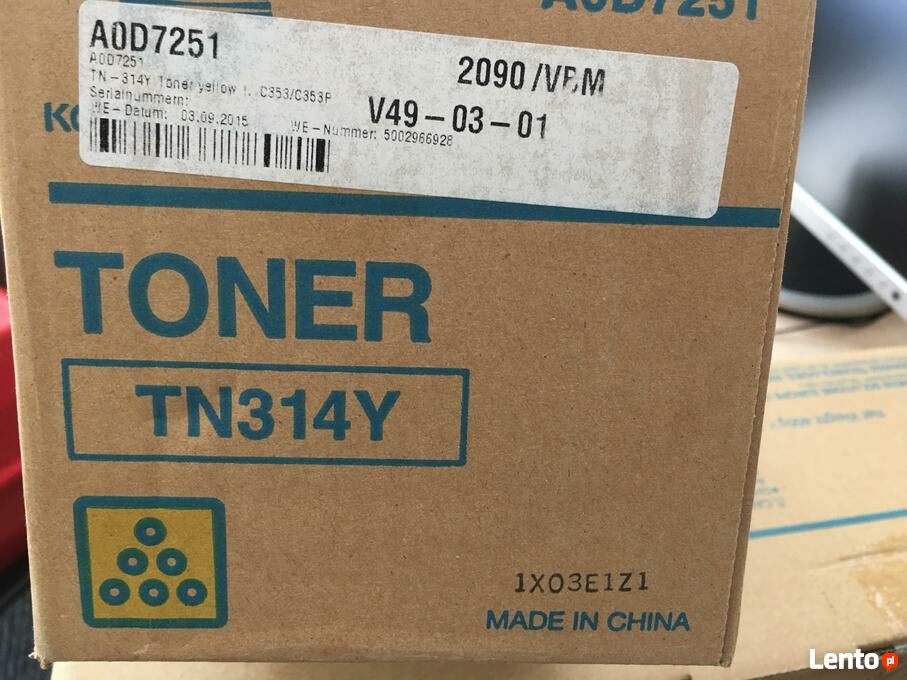 A0D7251
A0D7251
A0D7251
TN-314Y Toner yellow C353/C353P
Serialnummern:
WE-Datum: 03.09.2015 WE-Nummer: 5002966928
2090/VBM
V49-03-01
TONER
TN314Y
1X03E1Z1
MADE IN CHINA
Lento pl